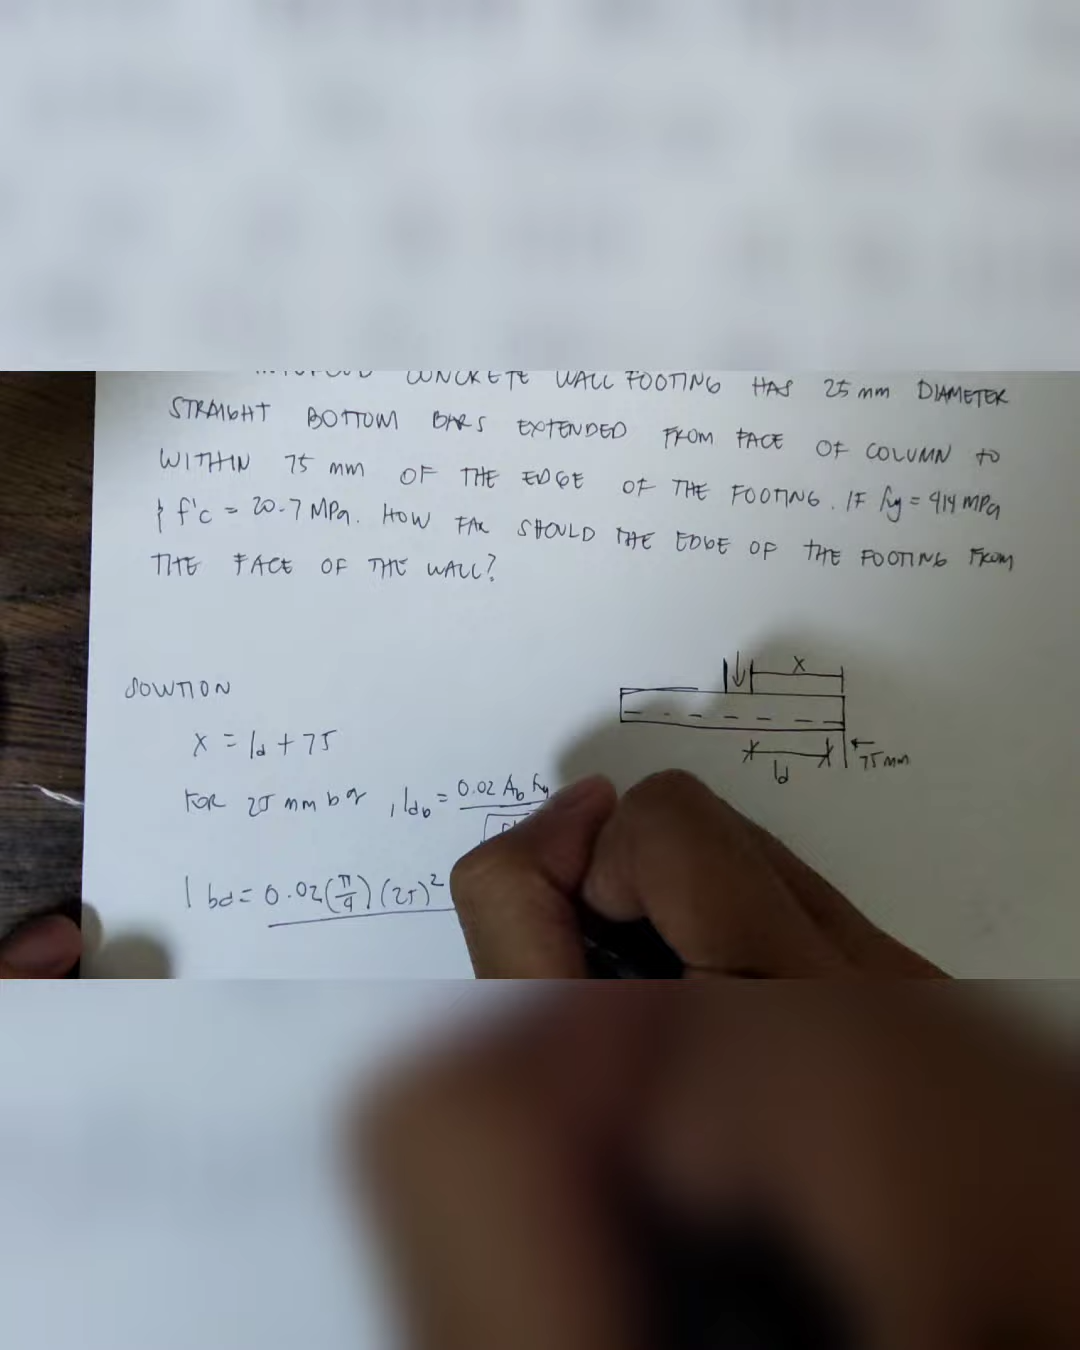 CONCRETE WALL FOOTING HAS 25 mm DIAMETER
STRAIGHT BOTTOM BARS EXTENDED FROM FACE OF COLUMN TO
WITHIN 75 mm OF THE EDGE OF THE FOOTING. IF fy = 414 MPa
& f'c = 20.7 MPa. HOW FAR SHOULD THE EDGE OF THE FOOTING FROM
THE FACE OF THE WALL?
SOLUTION
x
x = ld + 75
ld
75 mm
FOR 25 mm bar, ldb = 0.02 Ab fy
l bd = 0.02 (π/4) (25)²